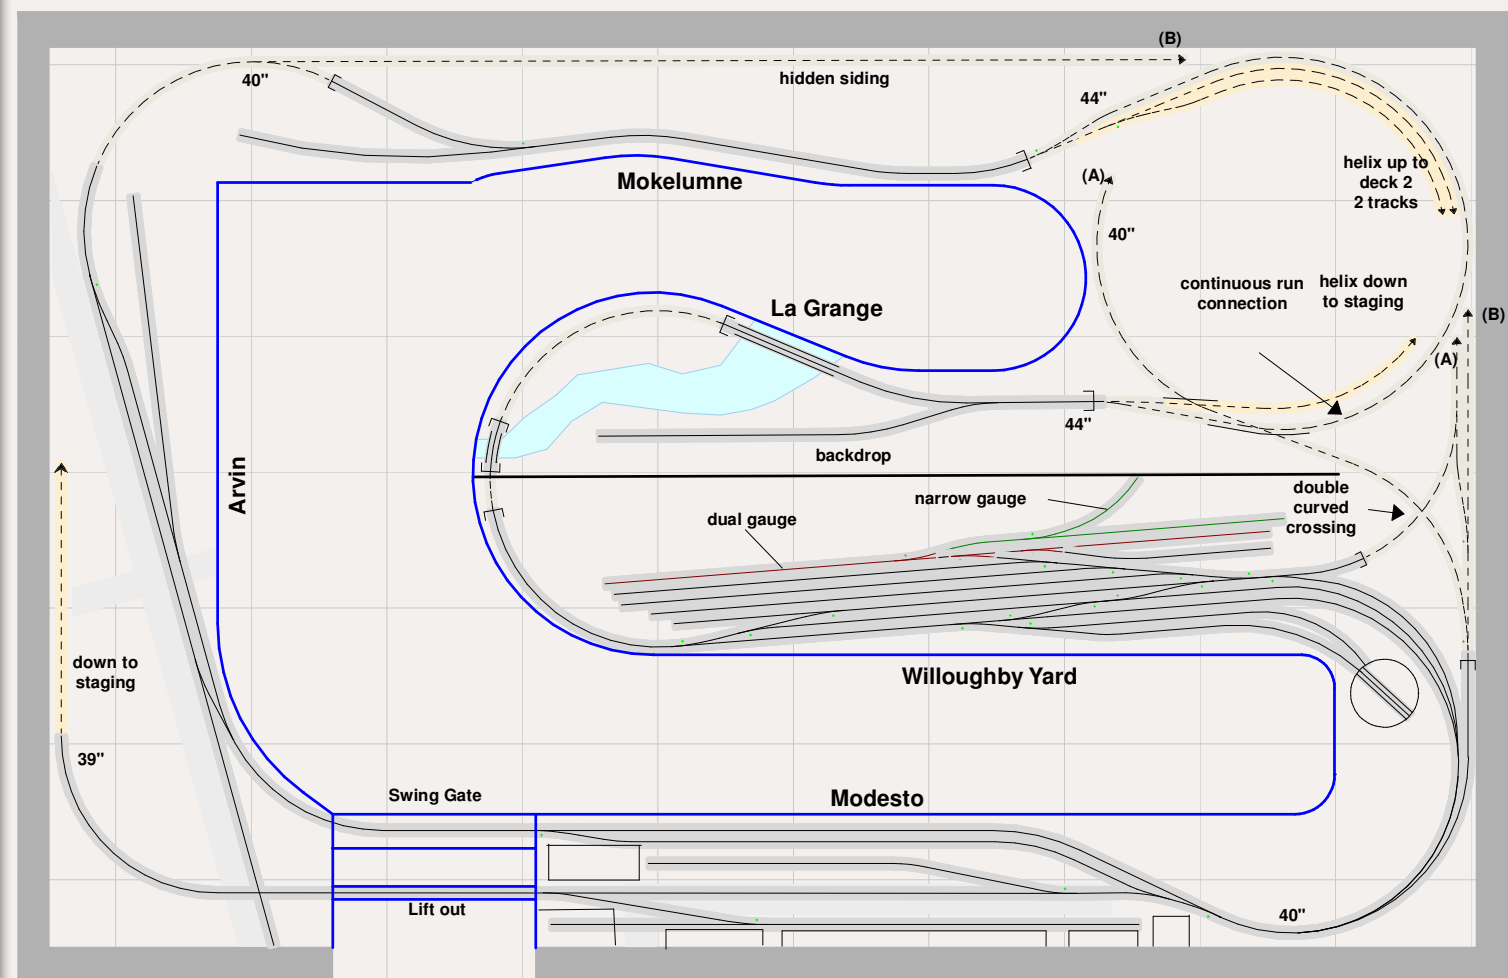 (B)
40"
hidden siding
44"
helix up to
deck 2
2 tracks
(A)
Mokelumne
40"
continuous run
connection
helix down
to staging
La Grange
(B)
(A)
44"
backdrop
Arvin
narrow gauge
double
curved
crossing
dual gauge
down to
staging
Willoughby Yard
39"
Swing Gate
Modesto
Lift out
40"